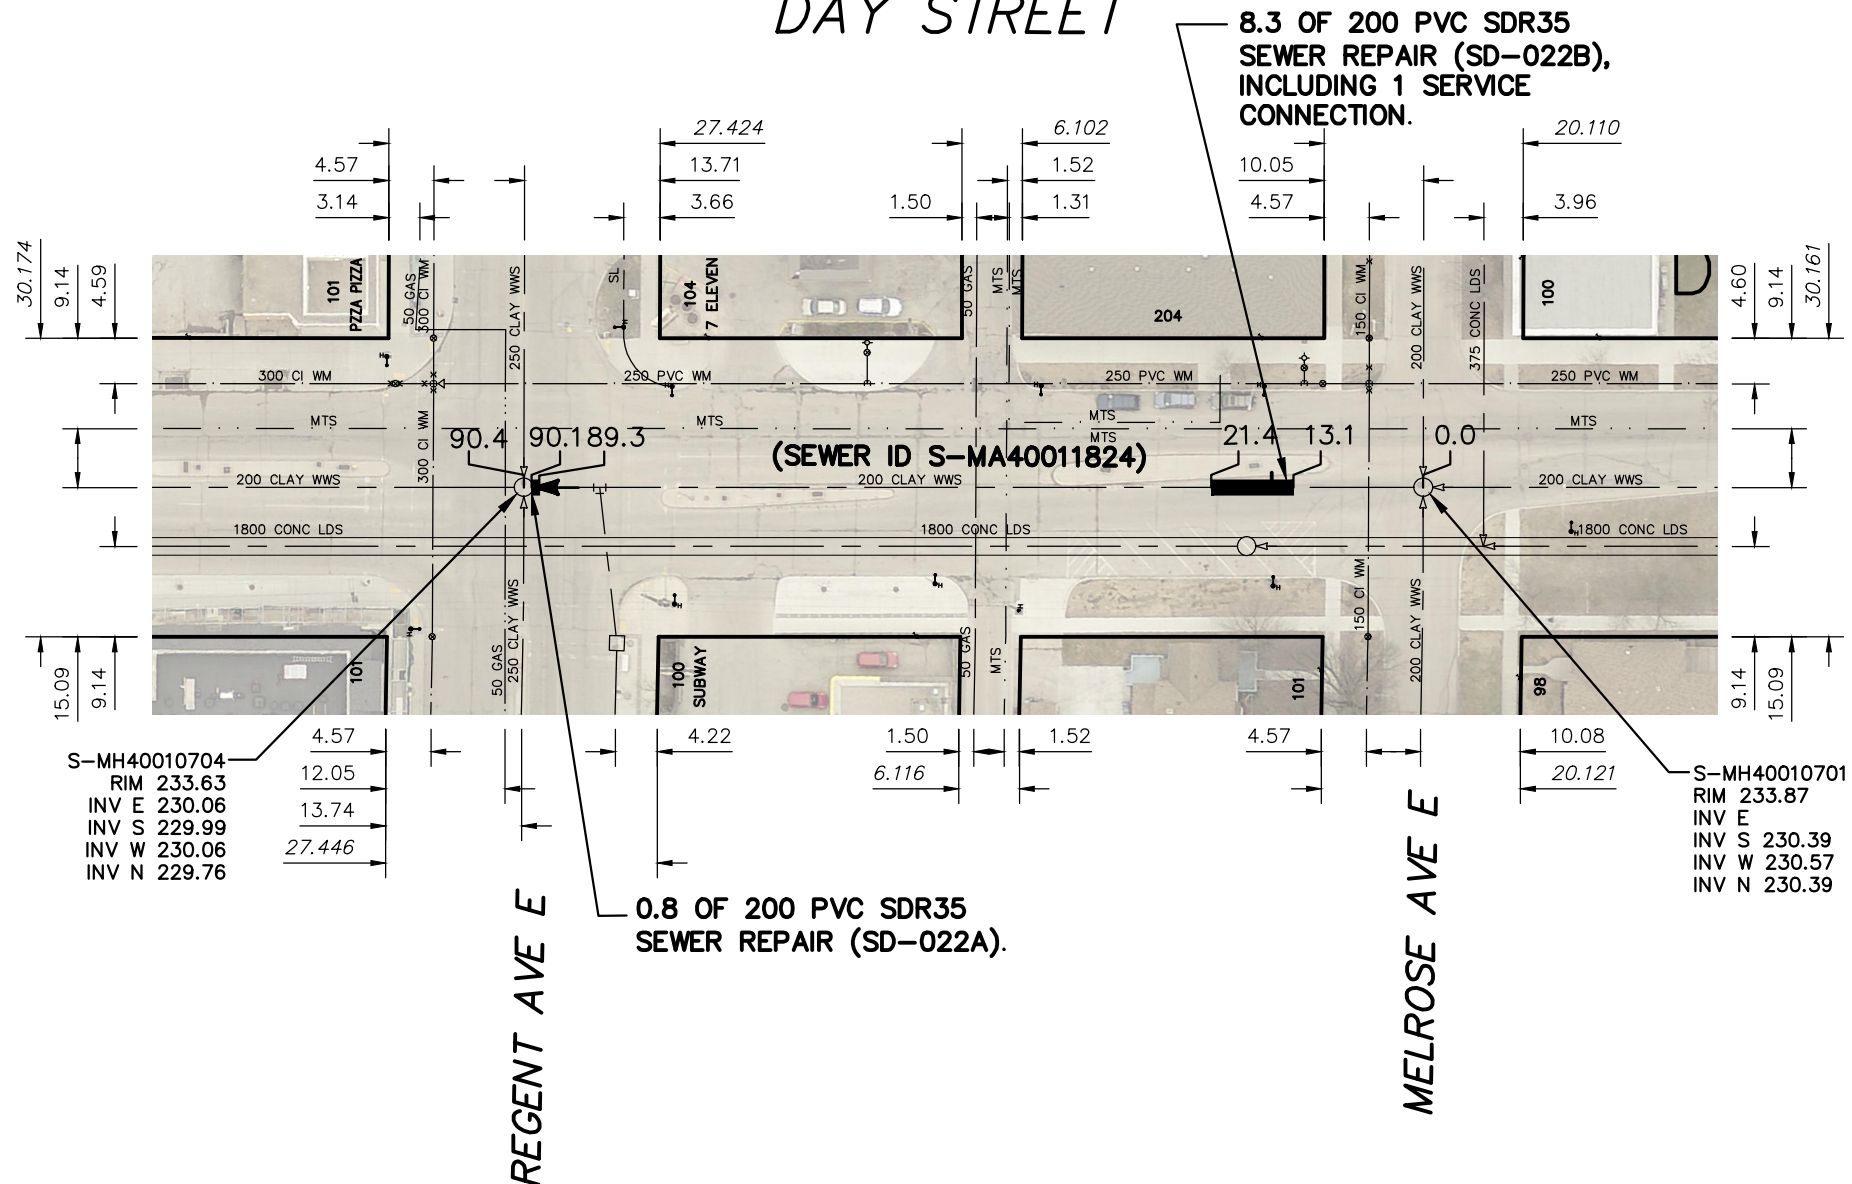 DAY STREET
8.3 OF 200 PVC SDR35
SEWER REPAIR (SD-022B),
INCLUDING 1 SERVICE
CONNECTION.
27.424
6.102
20.110
4.57
13.71
1.52
10.05
3.14
3.66
1.50
1.31
4.57
3.96
30.174
9.14
4.59
4.60
9.14
30.161
101
PZZA PIZZA
50 GAS
300 CI WM
250 CLAY WWS
SL
104
7 ELEVEN
50 GAS
MTS
MTS
204
150 CI WM
200 CLAY WWS
375 CONC LDS
100
300 CI WM
250 PVC WM
250 PVC WM
250 PVC WM
MTS
MTS
MTS
MTS
MTS
300 CI WM
90.4
90.1
89.3
(SEWER ID S-MA40011824)
21.4
13.1
0.0
200 CLAY WWS
200 CLAY WWS
200 CLAY WWS
1800 CONC LDS
1800 CONC LDS
1800 CONC LDS
101
50 GAS
250 CLAY WWS
100
SUBWAY
50 GAS
MTS
101
150 CI WM
200 CLAY WWS
98
15.09
9.14
9.14
15.09
4.57
4.22
1.50
1.52
4.57
10.08
12.05
6.116
20.121
13.74
27.446
S-MH40010704
RIM 233.63
INV E 230.06
INV S 229.99
INV W 230.06
INV N 229.76
S-MH40010701
RIM 233.87
INV E
INV S 230.39
INV W 230.57
INV N 230.39
0.8 OF 200 PVC SDR35
SEWER REPAIR (SD-022A).
REGENT AVE E
MELROSE AVE E